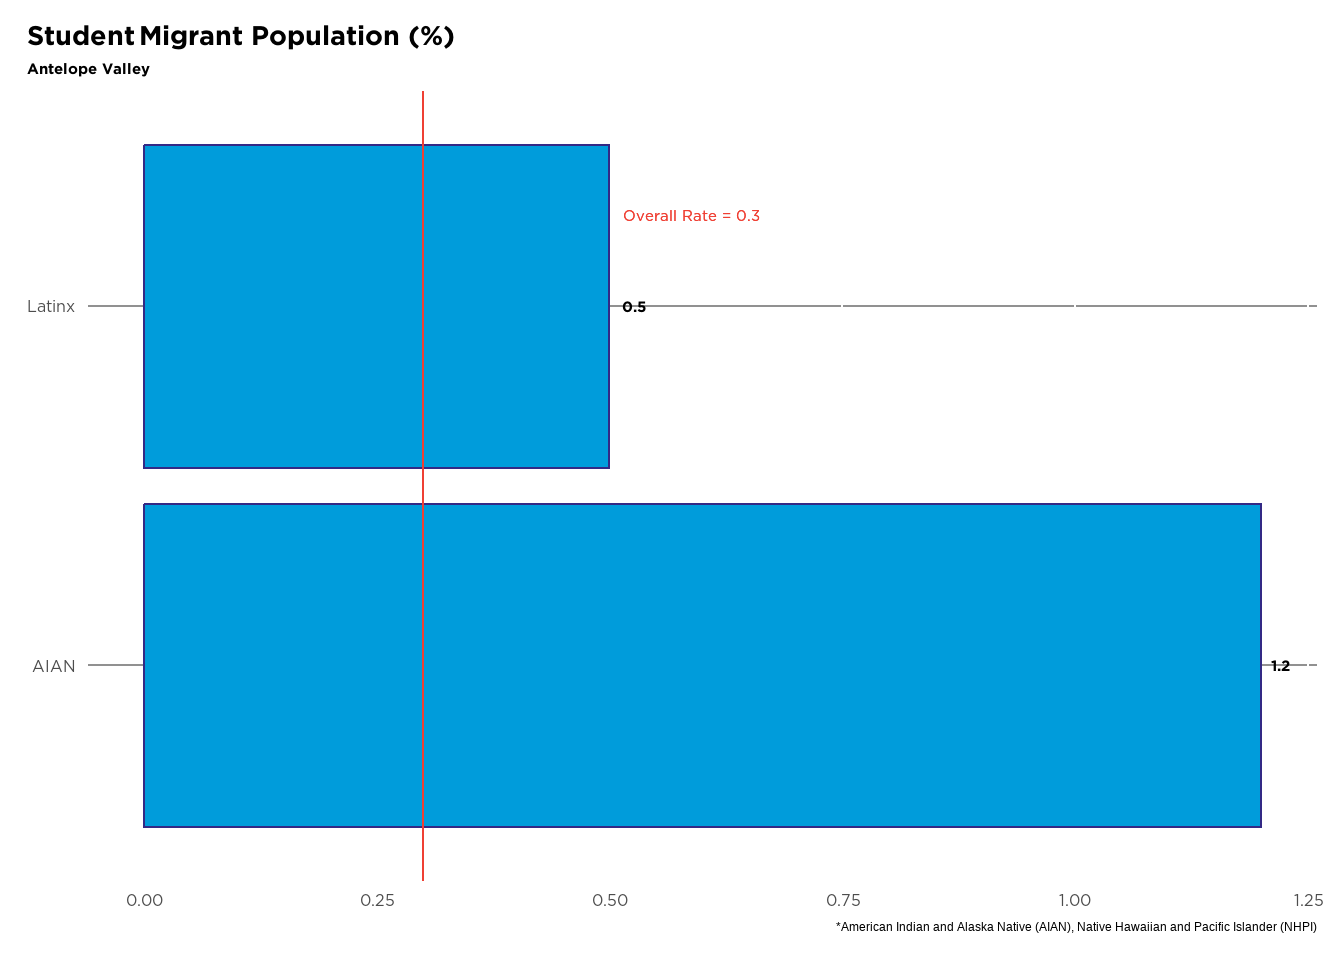 Student Migrant Population (%)
Antelope Valley
Overall Rate = 0.3
Latinx
0.5
AIAN
1.2
0.00 0.25 0.50 0.75 1.00 1.25
*American Indian and Alaska Native (AIAN), Native Hawaiian and Pacific Islander (NHPI)